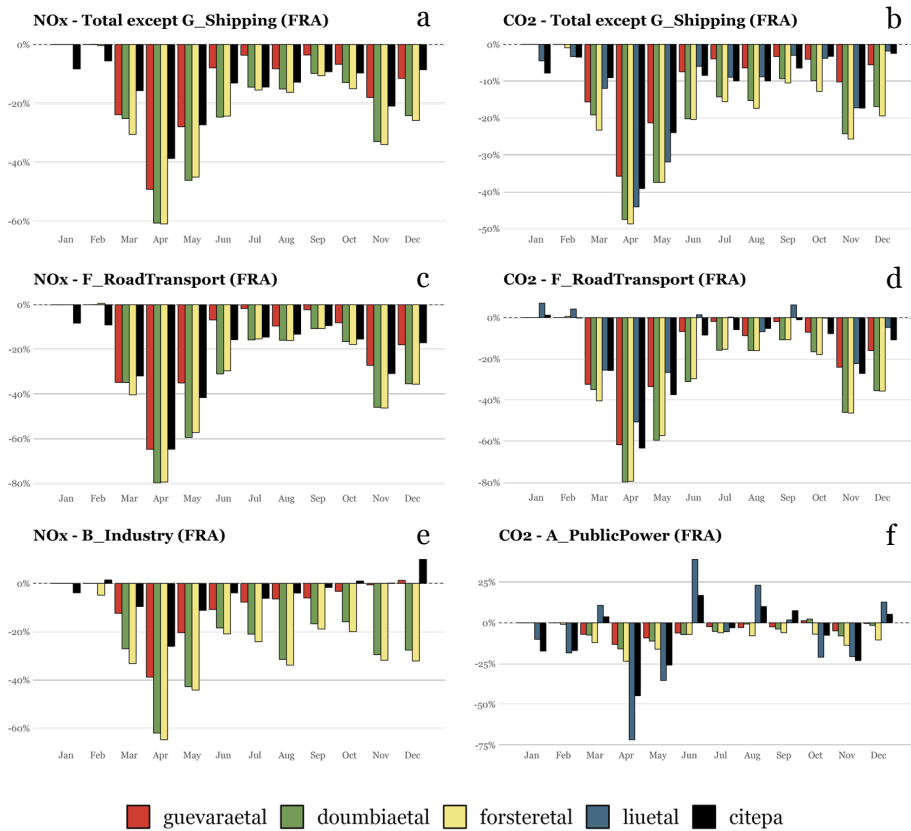 NOx - Total except G_Shipping (FRA) a
0%
-20%
-40%
-60%
Jan Feb Mar Apr May Jun Jul Aug Sep Oct Nov Dec
CO2 - Total except G_Shipping (FRA) b
0%
-10%
-20%
-30%
-40%
-50%
Jan Feb Mar Apr May Jun Jul Aug Sep Oct Nov Dec
NOx - F_RoadTransport (FRA) c
0%
-20%
-40%
-60%
-80%
Jan Feb Mar Apr May Jun Jul Aug Sep Oct Nov Dec
CO2 - F_RoadTransport (FRA) d
0%
-20%
-40%
-60%
-80%
Jan Feb Mar Apr May Jun Jul Aug Sep Oct Nov Dec
NOx - B_Industry (FRA) e
0%
-20%
-40%
-60%
Jan Feb Mar Apr May Jun Jul Aug Sep Oct Nov Dec
CO2 - A_PublicPower (FRA) f
25%
0%
-25%
-50%
-75%
Jan Feb Mar Apr May Jun Jul Aug Sep Oct Nov Dec
guevaraetal doumbiaetal forsteretal liuetal citepa